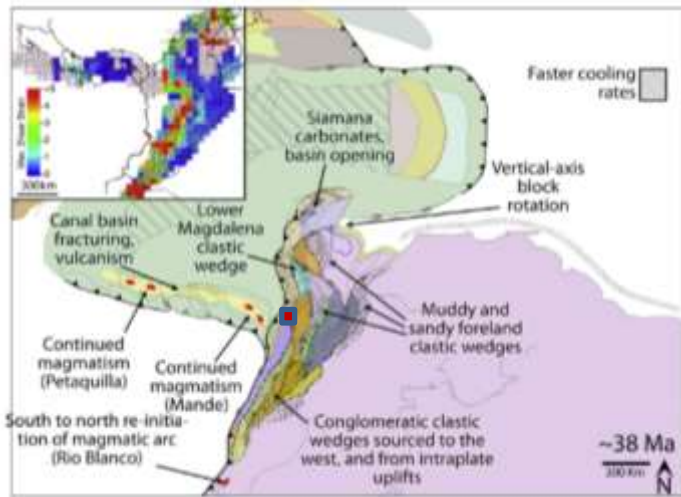 Faster cooling
rates
Siamana
carbonates,
basin opening
Vertical-axis
block
rotation
300km
Canal basin
fracturing,
vulcanism
Lower
Magdalena
clastic
wedge
Muddy and
sandy foreland
clastic wedges
Continued
magmatism
(Petaquilla)
Continued
magmatism
(Mande)
South to north re-initia-
tion of magmatic arc
(Rio Blanco)
Conglomeratic clastic
wedges sourced to the
west, and from intraplate
uplifts
~38 Ma
300 Km
N